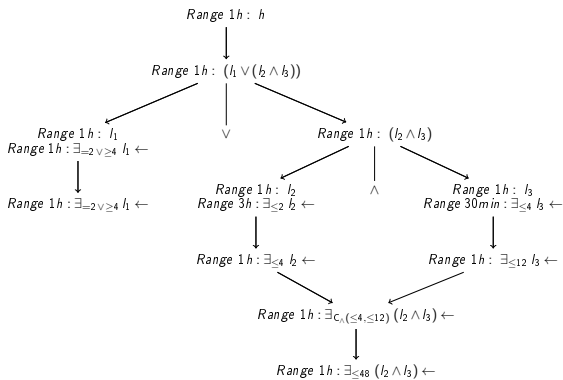 Range 1h : h
Range 1h : (l₁ ∨ (l₂ ∧ l₃))
Range 1h : l₁
Range 1h : ∃₌₂ ∨ ≥₄ l₁ ←
∨
Range 1h : (l₂ ∧ l₃)
Range 1h : ∃₌₂ ∨ ≥₄ l₁ ←
Range 1h : l₂
Range 3h : ∃≤₂ l₂ ←
∧
Range 1h : l₃
Range 30min : ∃≤₄ l₃ ←
Range 1h : ∃≤₄ l₂ ←
Range 1h : ∃≤₁₂ l₃ ←
Range 1h : ∃C∧(≤4,≤12) (l₂ ∧ l₃) ←
Range 1h : ∃≤₄₈ (l₂ ∧ l₃) ←